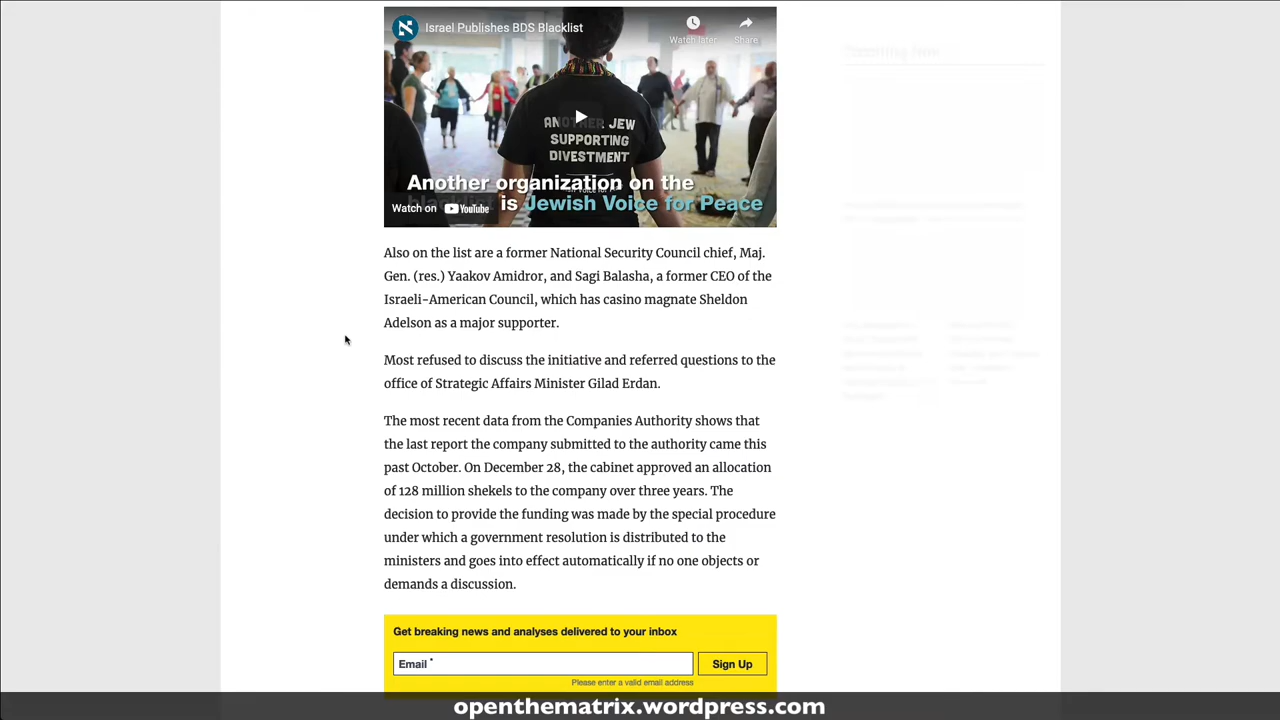 Israel Publishes BDS Blacklist
Watch later
Share
ANOTHER JEW
SUPPORTING
DIVESTMENT
Another organization on the
blacklist is Jewish Voice for Peace
Watch on YouTube
Also on the list are a former National Security Council chief, Maj.
Gen. (res.) Yaakov Amidror, and Sagi Balasha, a former CEO of the
Israeli-American Council, which has casino magnate Sheldon
Adelson as a major supporter.
Most refused to discuss the initiative and referred questions to the
office of Strategic Affairs Minister Gilad Erdan.
The most recent data from the Companies Authority shows that
the last report the company submitted to the authority came this
past October. On December 28, the cabinet approved an allocation
of 128 million shekels to the company over three years. The
decision to provide the funding was made by the special procedure
under which a government resolution is distributed to the
ministers and goes into effect automatically if no one objects or
demands a discussion.
Get breaking news and analyses delivered to your inbox
Email *
Sign Up
Please enter a valid email address
openthematrix.wordpress.com